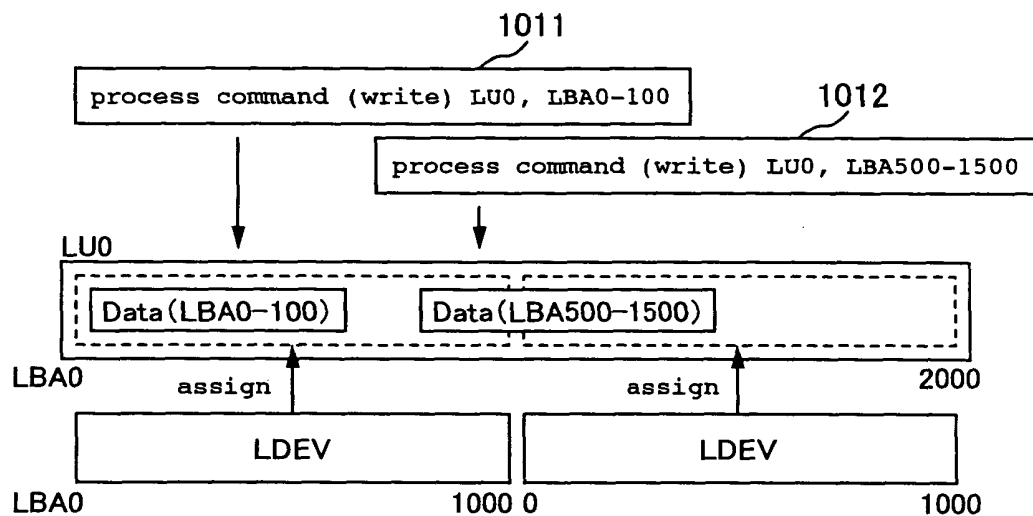 1011
process command (write) LU0, LBA0-100
1012
process command (write) LU0, LBA500-1500
LU0
Data(LBA0-100) Data(LBA500-1500)
LBA0 2000
assign assign
LDEV LDEV
LBA0 1000 0 1000